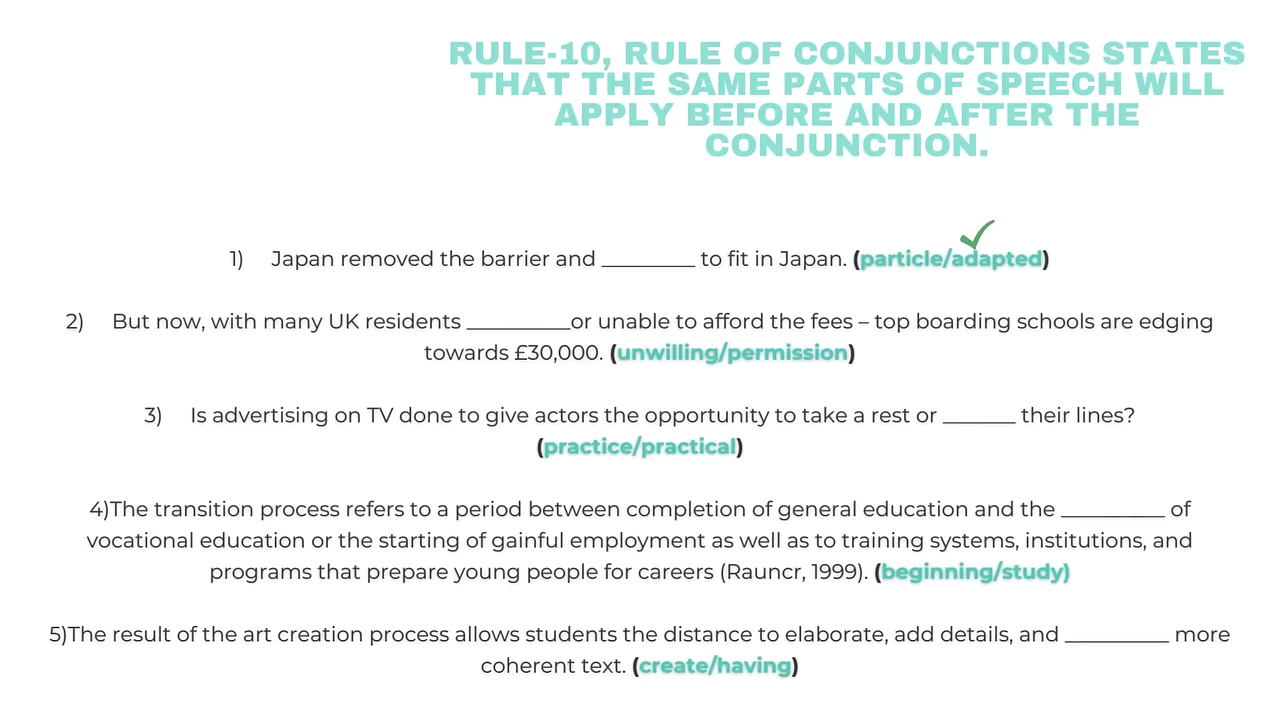 RULE-10, RULE OF CONJUNCTIONS STATES
THAT THE SAME PARTS OF SPEECH WILL
APPLY BEFORE AND AFTER THE
CONJUNCTION.
1) Japan removed the barrier and _________ to fit in Japan. (particle/adapted)
2) But now, with many UK residents __________or unable to afford the fees – top boarding schools are edging
towards £30,000. (unwilling/permission)
3) Is advertising on TV done to give actors the opportunity to take a rest or _______ their lines?
(practice/practical)
4)The transition process refers to a period between completion of general education and the __________ of
vocational education or the starting of gainful employment as well as to training systems, institutions, and
programs that prepare young people for careers (Rauncr, 1999). (beginning/study)
5)The result of the art creation process allows students the distance to elaborate, add details, and __________ more
coherent text. (create/having)